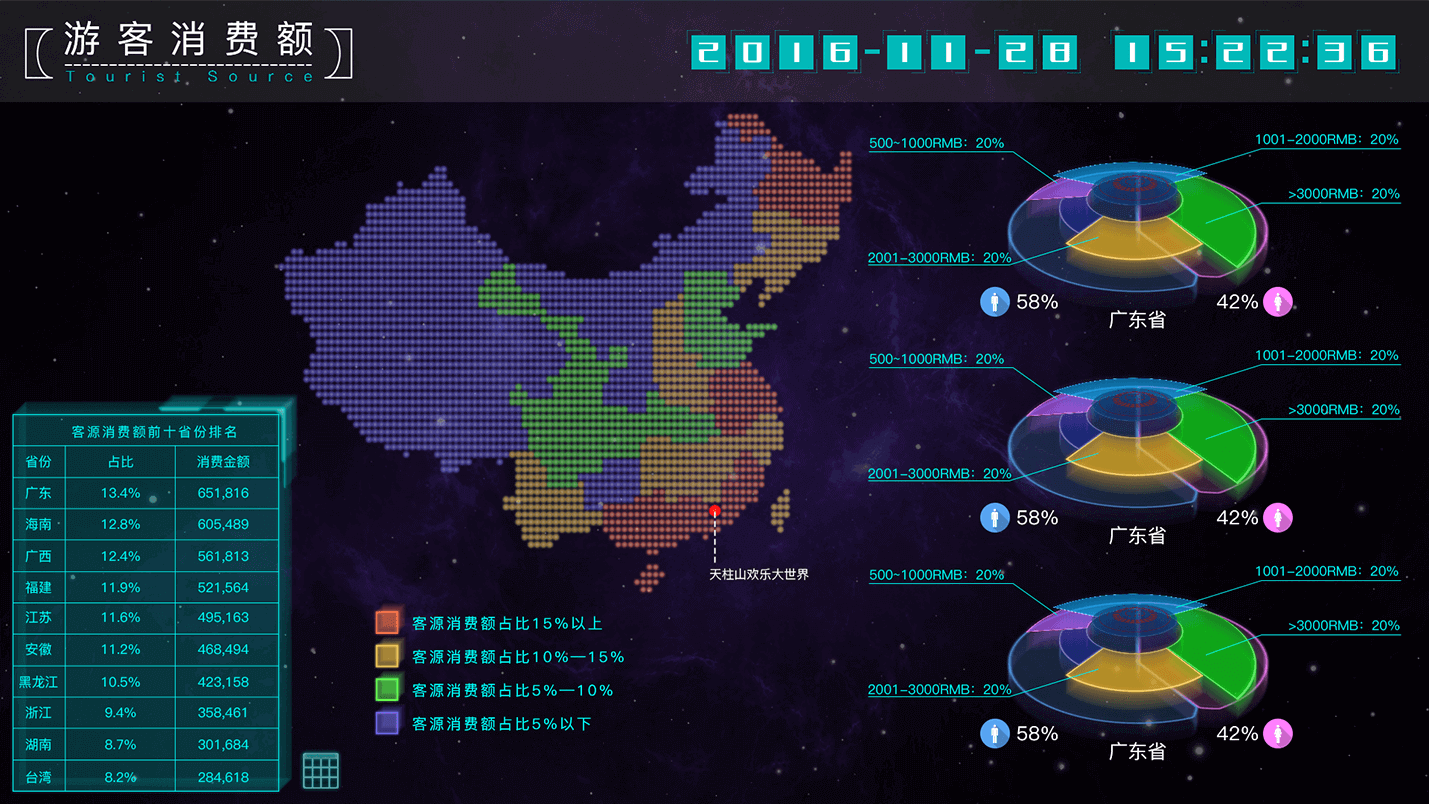 游客消费额
Tourist Source
2016-11-28 15:22:36
500~1000RMB：20%
1001-2000RMB：20%
>3000RMB：20%
2001-3000RMB：20%
58%
42%
广东省
500~1000RMB：20%
1001-2000RMB：20%
>3000RMB：20%
2001-3000RMB：20%
58%
42%
广东省
500~1000RMB：20%
1001-2000RMB：20%
>3000RMB：20%
2001-3000RMB：20%
58%
42%
广东省
天柱山欢乐大世界
客源消费额前十省份排名
省份 占比 消费金额
广东 13.4% 651,816
海南 12.8% 605,489
广西 12.4% 561,813
福建 11.9% 521,564
江苏 11.6% 495,163
安徽 11.2% 468,494
黑龙江 10.5% 423,158
浙江 9.4% 358,461
湖南 8.7% 301,684
台湾 8.2% 284,618
客源消费额占比15%以上
客源消费额占比10%—15%
客源消费额占比5%—10%
客源消费额占比5%以下